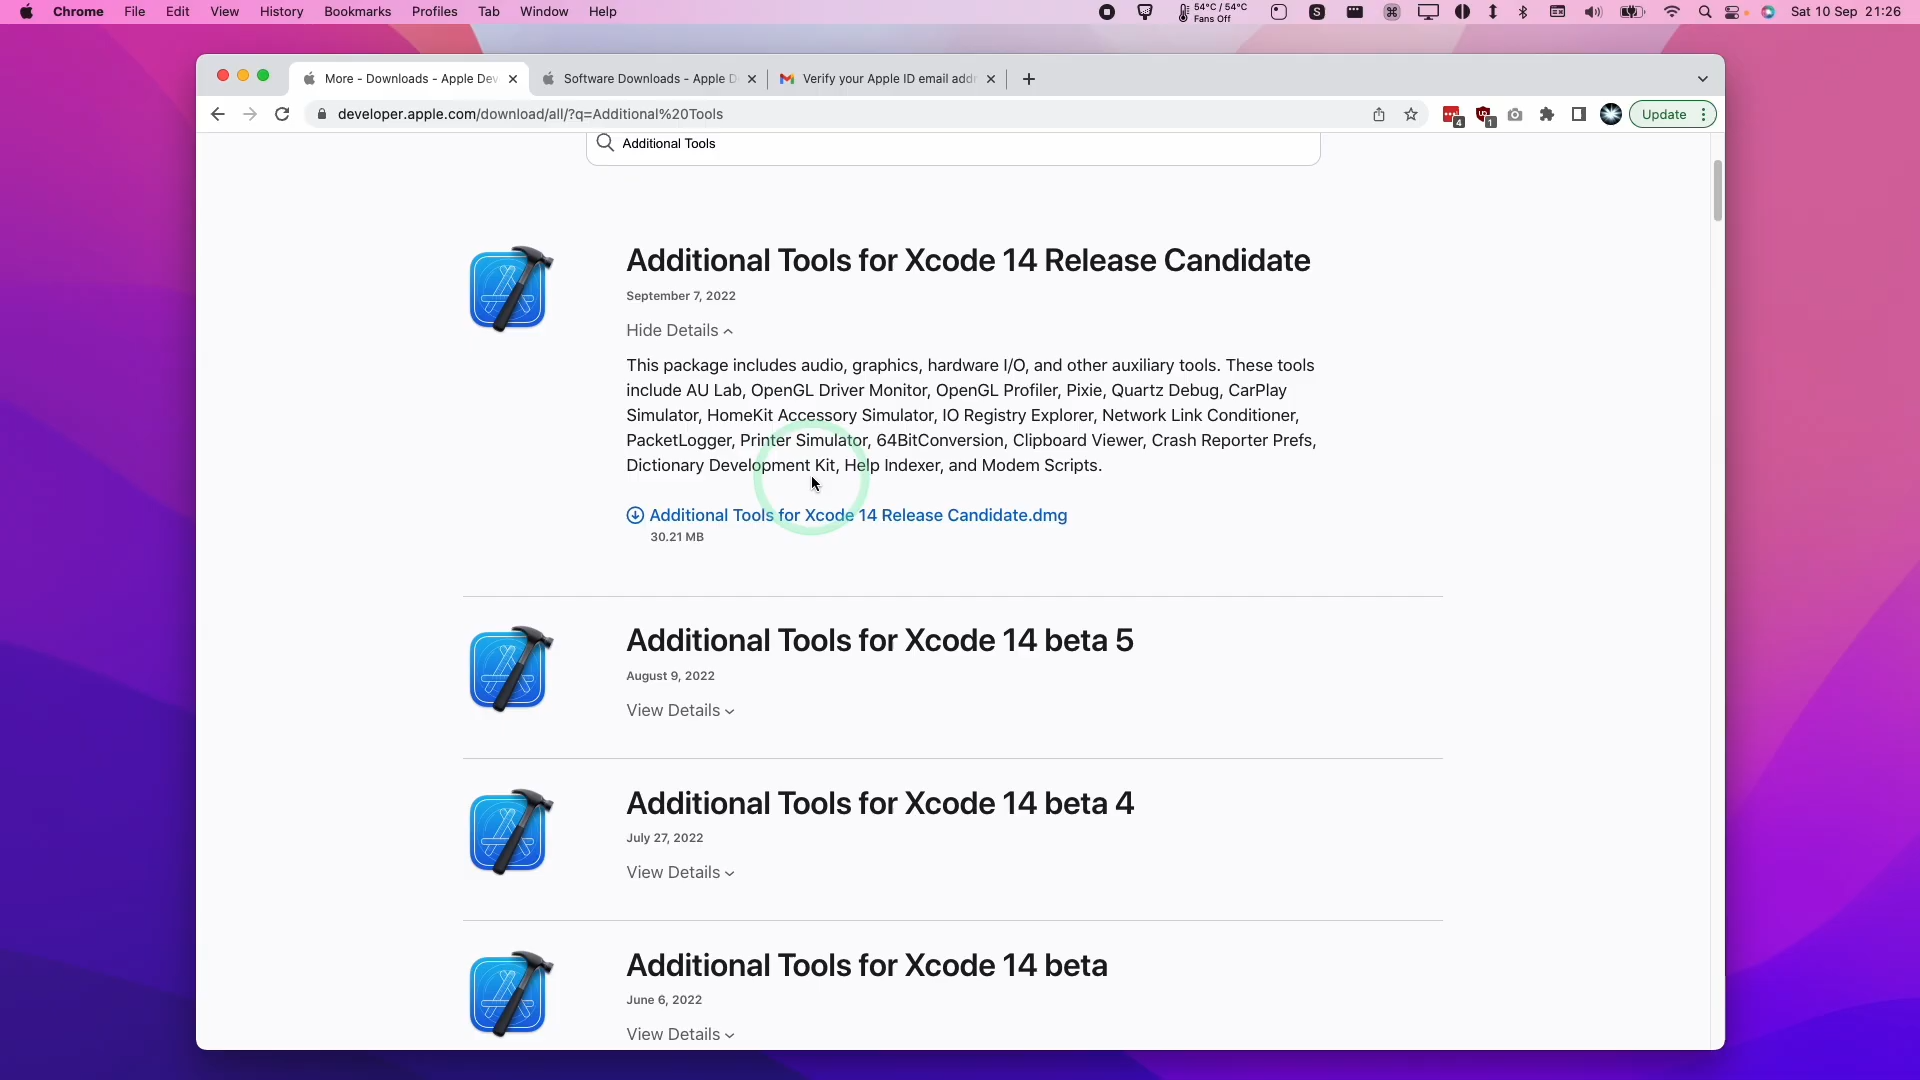 Chrome File Edit View History Bookmarks Profiles Tab Window Help
54°C / 54°C
Fans Off
Sat 10 Sep 21:26
More - Downloads - Apple Dev
Software Downloads - Apple D
Verify your Apple ID email addr
developer.apple.com/download/all/?q=Additional%20Tools
4
1
Update
Additional Tools
Additional Tools for Xcode 14 Release Candidate
September 7, 2022
Hide Details
This package includes audio, graphics, hardware I/O, and other auxiliary tools. These tools
include AU Lab, OpenGL Driver Monitor, OpenGL Profiler, Pixie, Quartz Debug, CarPlay
Simulator, HomeKit Accessory Simulator, IO Registry Explorer, Network Link Conditioner,
PacketLogger, Printer Simulator, 64BitConversion, Clipboard Viewer, Crash Reporter Prefs,
Dictionary Development Kit, Help Indexer, and Modem Scripts.
Additional Tools for Xcode 14 Release Candidate.dmg
30.21 MB
Additional Tools for Xcode 14 beta 5
August 9, 2022
View Details
Additional Tools for Xcode 14 beta 4
July 27, 2022
View Details
Additional Tools for Xcode 14 beta
June 6, 2022
View Details